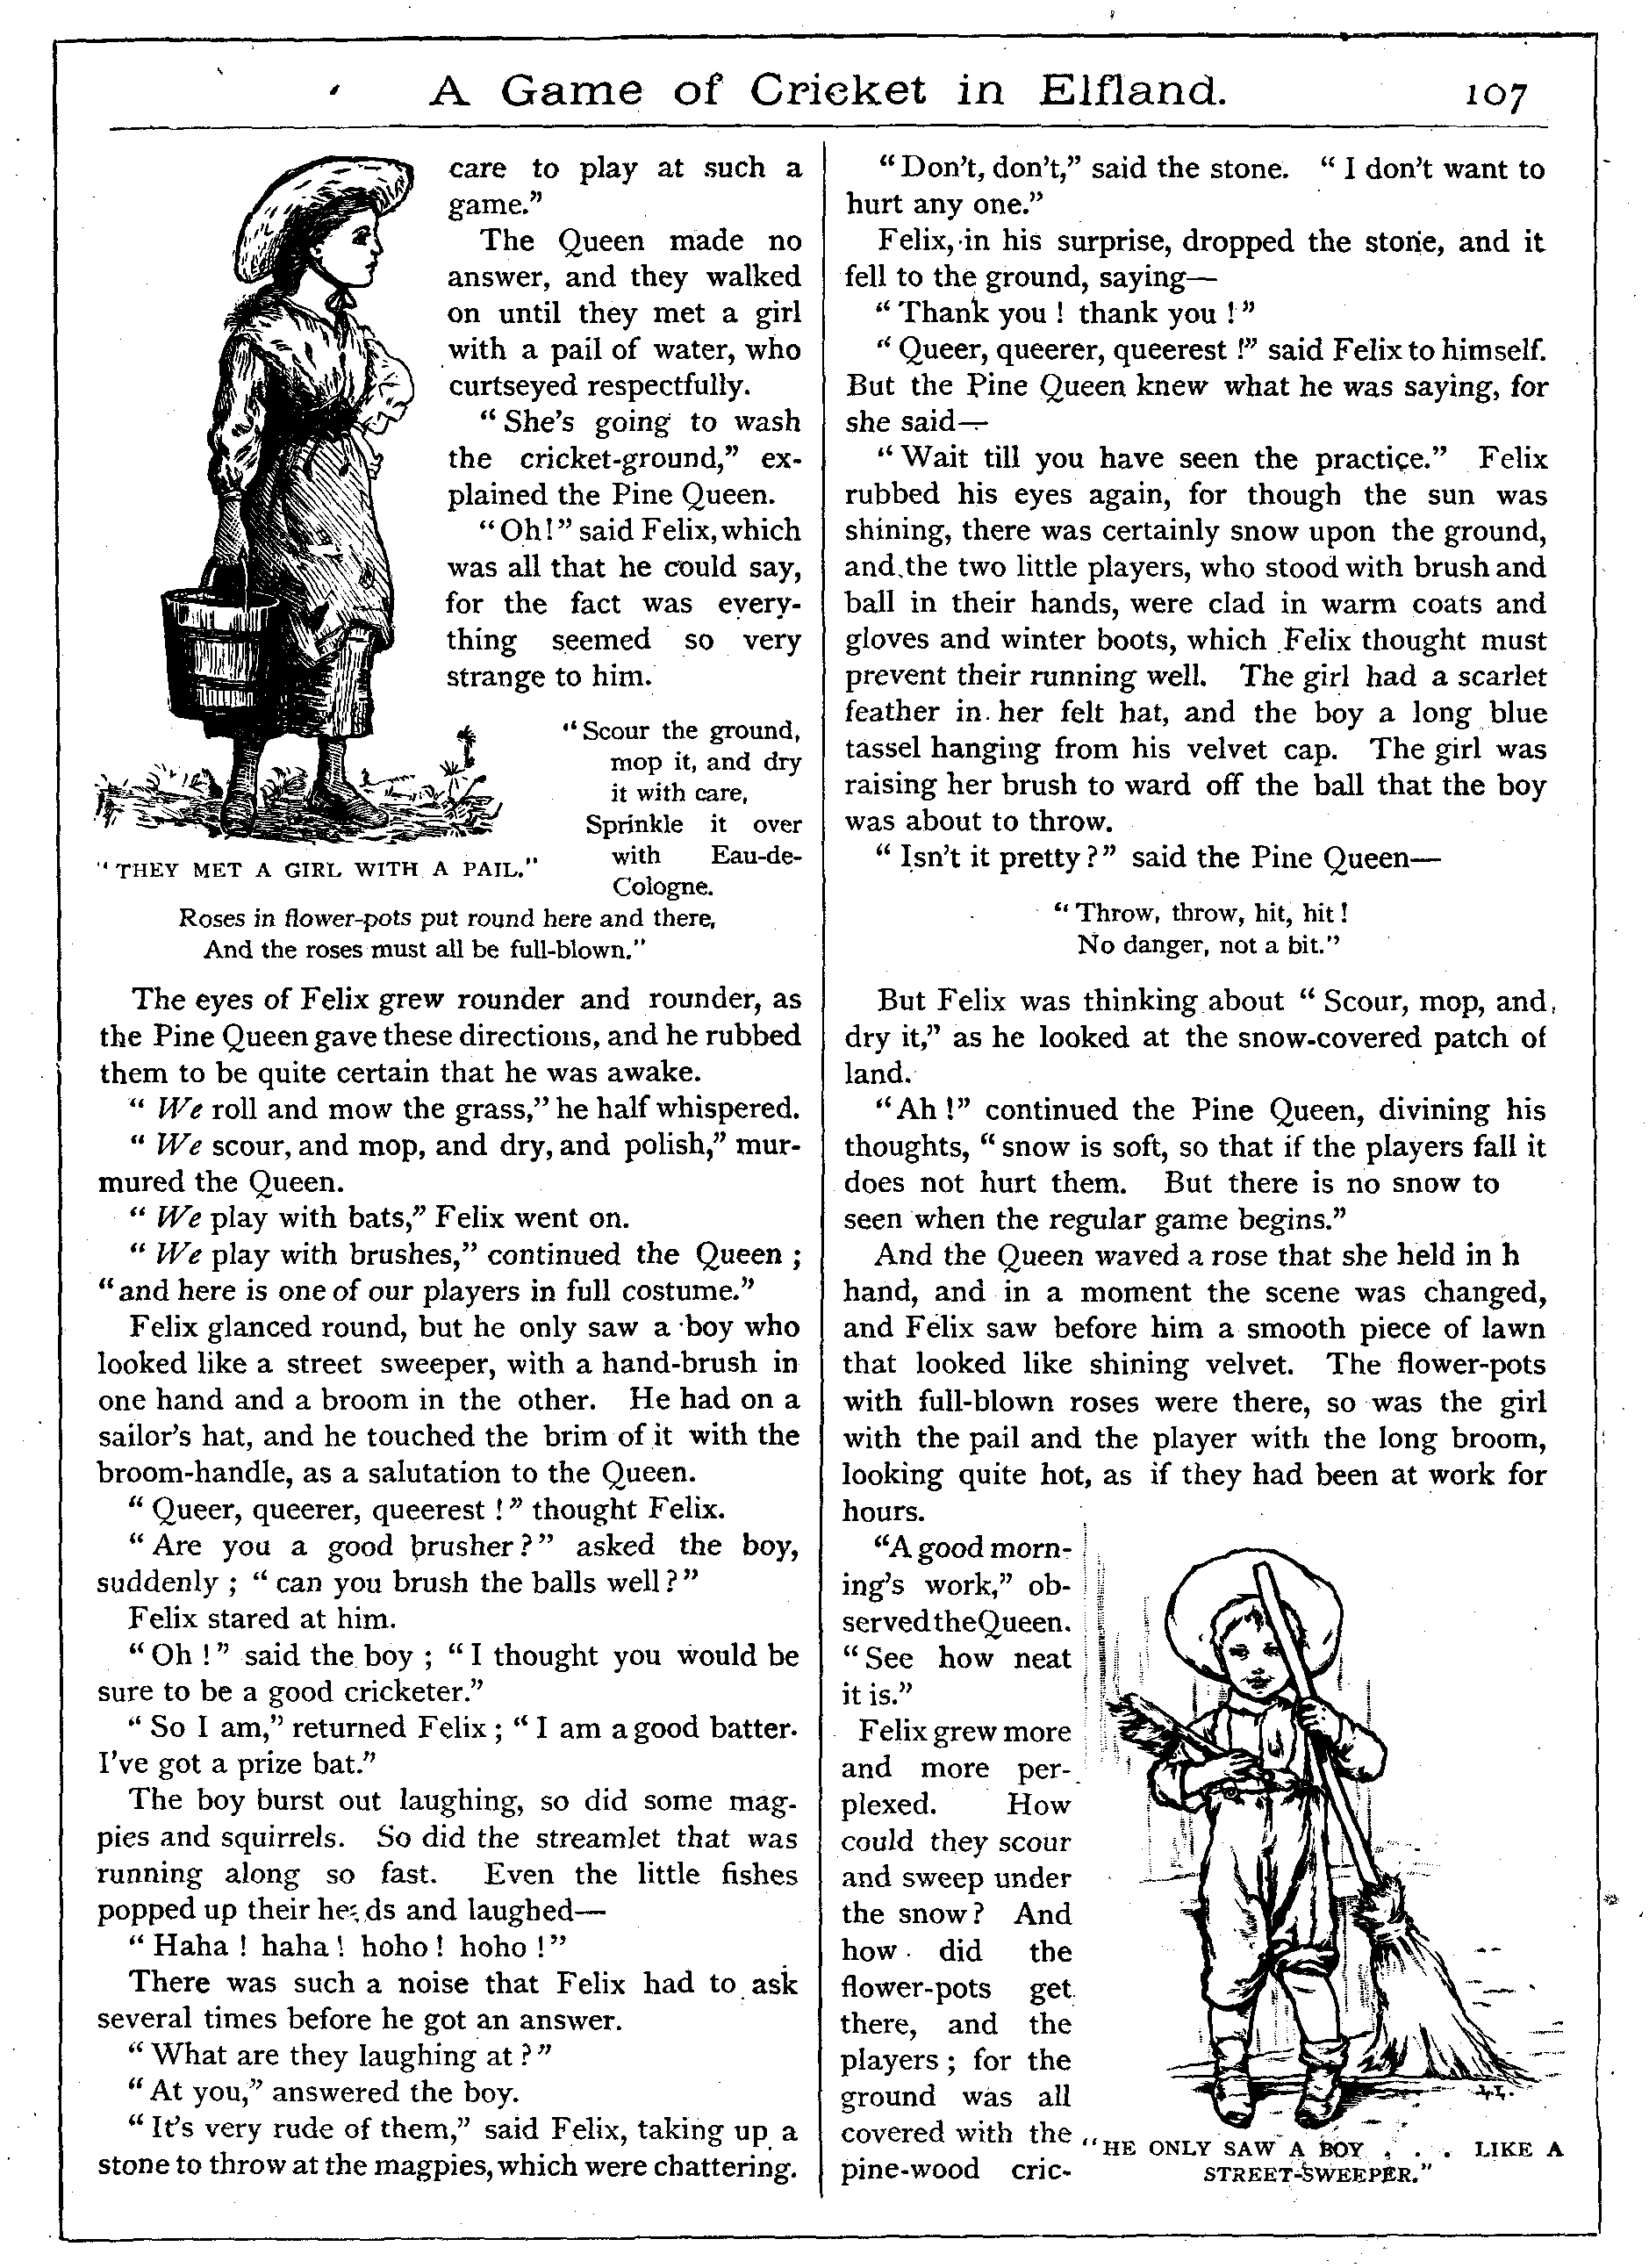 A Game of Cricket in Elfland.
107
care to play at such a
game."
The Queen made no
answer, and they walked
on until they met a girl
with a pail of water, who
curtseyed respectfully.
"She's going to wash
the cricket-ground," ex-
plained the Pine Queen.
"Oh!" said Felix, which
was all that he could say,
for the fact was every-
thing seemed so very
strange to him.
"Scour the ground,
mop it, and dry
it with care,
Sprinkle it over
with Eau-de-
Cologne.
Roses in flower-pots put round here and there,
And the roses must all be full-blown."
"THEY MET A GIRL WITH A PAIL."
The eyes of Felix grew rounder and rounder, as
the Pine Queen gave these directions, and he rubbed
them to be quite certain that he was awake.
"We roll and mow the grass," he half whispered.
"We scour, and mop, and dry, and polish," mur-
mured the Queen.
"We play with bats," Felix went on.
"We play with brushes," continued the Queen;
"and here is one of our players in full costume."
Felix glanced round, but he only saw a boy who
looked like a street sweeper, with a hand-brush in
one hand and a broom in the other. He had on a
sailor's hat, and he touched the brim of it with the
broom-handle, as a salutation to the Queen.
"Queer, queerer, queerest!" thought Felix.
"Are you a good brusher?" asked the boy,
suddenly; "can you brush the balls well?"
Felix stared at him.
"Oh!" said the boy; "I thought you would be
sure to be a good cricketer."
"So I am," returned Felix; "I am a good batter.
I've got a prize bat."
The boy burst out laughing, so did some mag-
pies and squirrels. So did the streamlet that was
running along so fast. Even the little fishes
popped up their heads and laughed—
"Haha! haha! hoho! hoho!"
There was such a noise that Felix had to ask
several times before he got an answer.
"What are they laughing at?"
"At you," answered the boy.
"It's very rude of them," said Felix, taking up a
stone to throw at the magpies, which were chattering.
"Don't, don't," said the stone. "I don't want to
hurt any one."
Felix, in his surprise, dropped the stone, and it
fell to the ground, saying—
"Thank you! thank you!"
"Queer, queerer, queerest!" said Felix to himself.
But the Pine Queen knew what he was saying, for
she said—
"Wait till you have seen the practice." Felix
rubbed his eyes again, for though the sun was
shining, there was certainly snow upon the ground,
and the two little players, who stood with brush and
ball in their hands, were clad in warm coats and
gloves and winter boots, which Felix thought must
prevent their running well. The girl had a scarlet
feather in her felt hat, and the boy a long blue
tassel hanging from his velvet cap. The girl was
raising her brush to ward off the ball that the boy
was about to throw.
"Isn't it pretty?" said the Pine Queen—
"Throw, throw, hit, hit!
No danger, not a bit."
But Felix was thinking about "Scour, mop, and
dry it," as he looked at the snow-covered patch of
land.
"Ah!" continued the Pine Queen, divining his
thoughts, "snow is soft, so that if the players fall it
does not hurt them. But there is no snow to
seen when the regular game begins."
And the Queen waved a rose that she held in h
hand, and in a moment the scene was changed,
and Felix saw before him a smooth piece of lawn
that looked like shining velvet. The flower-pots
with full-blown roses were there, so was the girl
with the pail and the player with the long broom,
looking quite hot, as if they had been at work for
hours.
"A good morn-
ing's work," ob-
served the Queen.
"See how neat
it is."
Felix grew more
and more per-
plexed. How
could they scour
and sweep under
the snow? And
how did the
flower-pots get
there, and the
players; for the
ground was all
covered with the
pine-wood cric-
"HE ONLY SAW A BOY . . . LIKE A
STREET-SWEEPER."